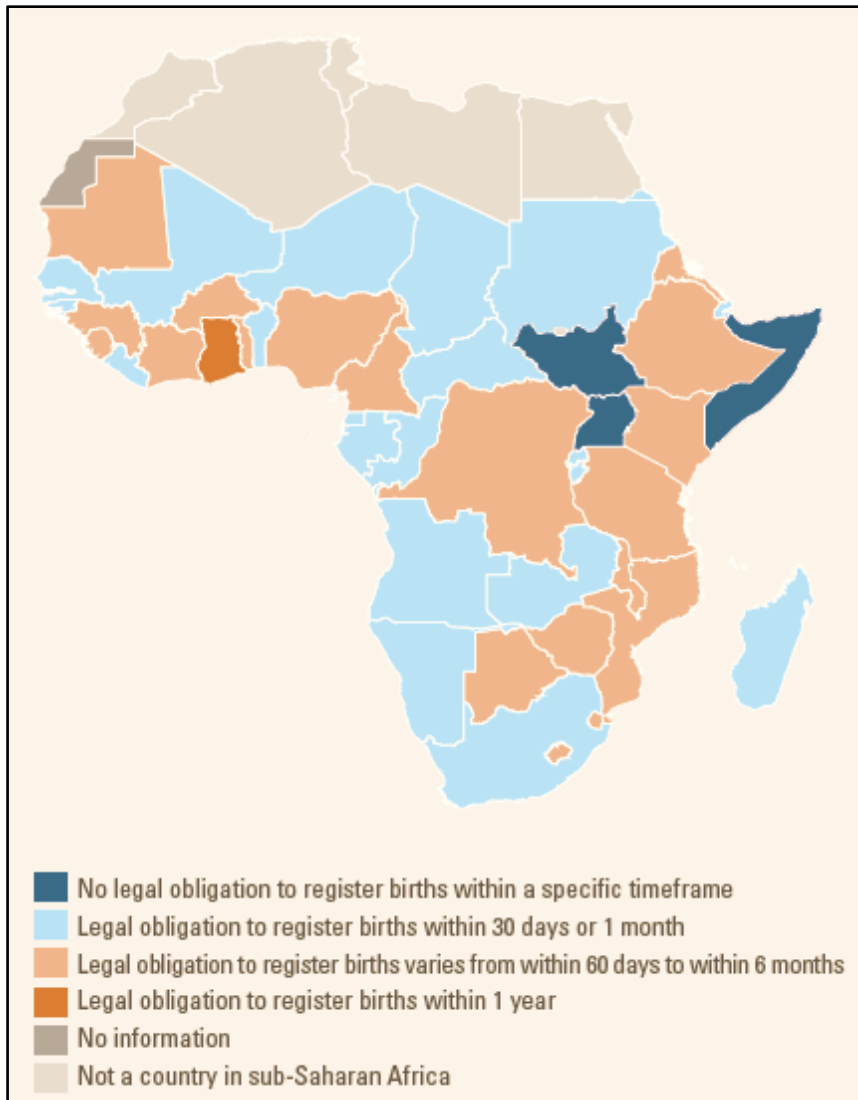 No legal obligation to register births within a specific timeframe
Legal obligation to register births within 30 days or 1 month
Legal obligation to register births varies from within 60 days to within 6 months
Legal obligation to register births within 1 year
No information
Not a country in sub-Saharan Africa